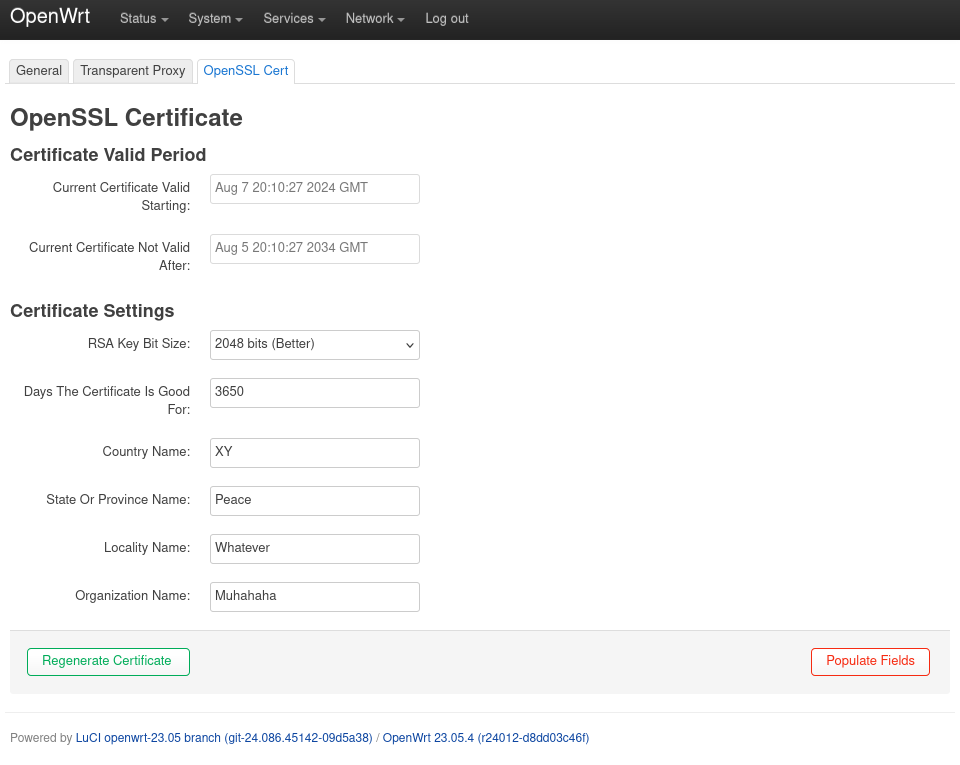 OpenWrt Status System Services Network Log out
General Transparent Proxy OpenSSL Cert
OpenSSL Certificate
Certificate Valid Period
Current Certificate Valid
Starting:
Aug 7 20:10:27 2024 GMT
Current Certificate Not Valid
After:
Aug 5 20:10:27 2034 GMT
Certificate Settings
RSA Key Bit Size: 2048 bits (Better)
Days The Certificate Is Good
For:
3650
Country Name: XY
State Or Province Name: Peace
Locality Name: Whatever
Organization Name: Muhahaha
Regenerate Certificate Populate Fields
Powered by LuCI openwrt-23.05 branch (git-24.086.45142-09d5a38) / OpenWrt 23.05.4 (r24012-d8dd03c46f)